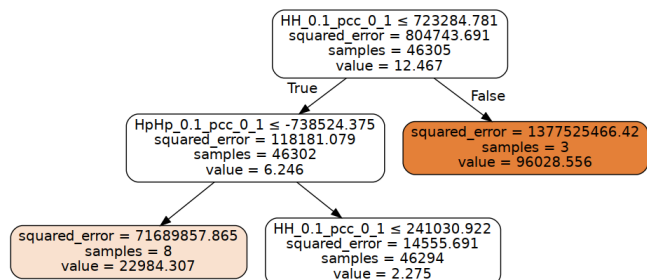 HH_0.1_pcc_0_1 ≤ 723284.781
squared_error = 804743.691
samples = 46305
value = 12.467
True
False
HpHp_0.1_pcc_0_1 ≤ -738524.375
squared_error = 118181.079
samples = 46302
value = 6.246
squared_error = 1377525466.42
samples = 3
value = 96028.556
squared_error = 71689857.865
samples = 8
value = 22984.307
HH_0.1_pcc_0_1 ≤ 241030.922
squared_error = 14555.691
samples = 46294
value = 2.275